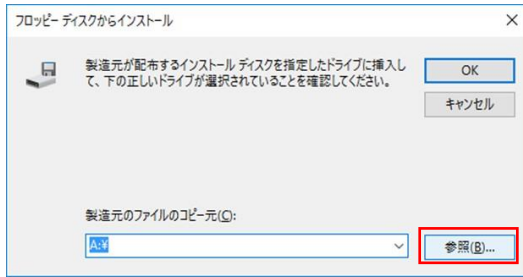 フロッピー ディスクからインストール
製造元が配布するインストール ディスクを指定したドライブに挿入し
て、下の正しいドライブが選択されていることを確認してください。
OK
キャンセル
製造元のファイルのコピー元(C):
A:¥
参照(B)...